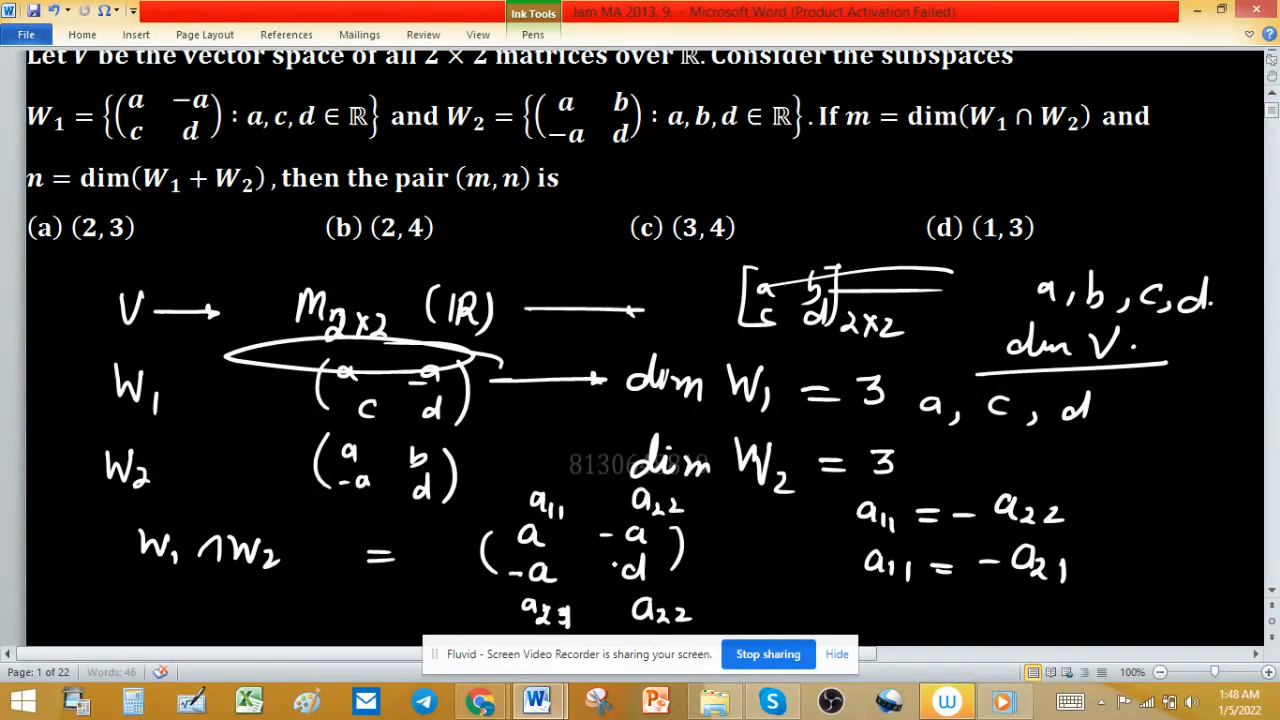 Ink Tools
Jam MA 2013. 9. - Microsoft Word (Product Activation Failed)
File Home Insert Page Layout References Mailings Review View Pens
Let V be the vector space of all 2 × 2 matrices over ℝ. Consider the subspaces
W₁ = {(a −a; c d) : a, c, d ∈ ℝ} and W₂ = {(a b; −a d) : a, b, d ∈ ℝ}. If m = dim(W₁ ∩ W₂) and
n = dim(W₁ + W₂), then the pair (m, n) is
(a) (2, 3) (b) (2, 4) (c) (3, 4) (d) (1, 3)
V → M₂ₓ₂ (IR) → [a b; c d]₂ₓ₂ a, b, c, d.
dim V.
W₁ (a −a; c d) → dim W₁ = 3 a, c, d
W₂ (a b; −a d) dim W₂ = 3
a₁₁ a₂₂ a₁₁ = − a₂₂
W₁ ∩ W₂ = (a −a; −a d) a₁₁ = − a₂₁
a₂₂
Fluvid - Screen Video Recorder is sharing your screen. Stop sharing Hide
Page: 1 of 22 Words: 46 100%
1:48 AM
1/5/2022